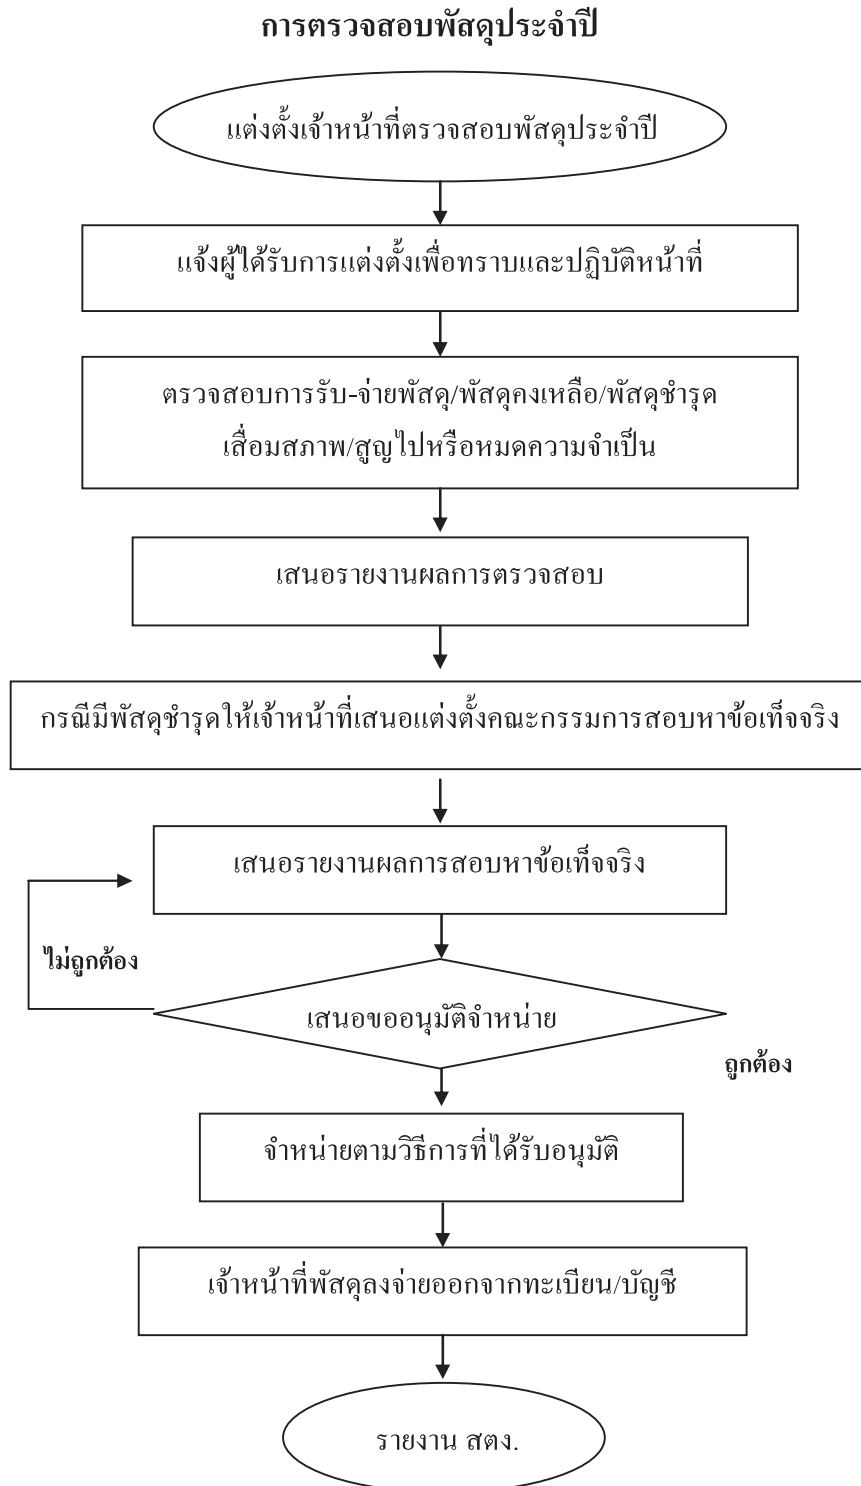 การตรวจสอบพัสดุประจำปี
แต่งตั้งเจ้าหน้าที่ตรวจสอบพัสดุประจำปี
แจ้งผู้ได้รับการแต่งตั้งเพื่อทราบและปฏิบัติหน้าที่
ตรวจสอบการรับ-จ่ายพัสดุ/พัสดุคงเหลือ/พัสดุชำรุด
เสื่อมสภาพ/สูญไปหรือหมดความจำเป็น
เสนอรายงานผลการตรวจสอบ
กรณีมีพัสดุชำรุดให้เจ้าหน้าที่เสนอแต่งตั้งคณะกรรมการสอบหาข้อเท็จจริง
เสนอรายงานผลการสอบหาข้อเท็จจริง
ไม่ถูกต้อง
เสนอขออนุมัติจำหน่าย
ถูกต้อง
จำหน่ายตามวิธีการที่ได้รับอนุมัติ
เจ้าหน้าที่พัสดุลงจ่ายออกจากทะเบียน/บัญชี
รายงาน สตง.